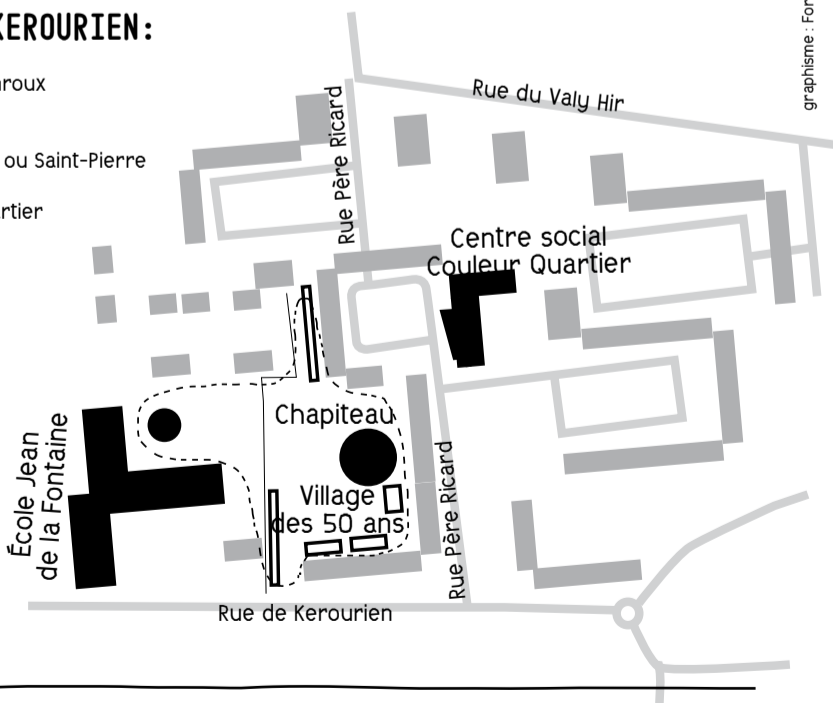 KEROURIEN:
roux
ou Saint-Pierre
rtier
graphisme : For
Rue du Valy Hir
Rue Père Ricard
Centre social
Couleur Quartier
Chapiteau
École Jean
de la Fontaine
Village
des 50 ans
Rue Père Ricard
Rue de Kerourien